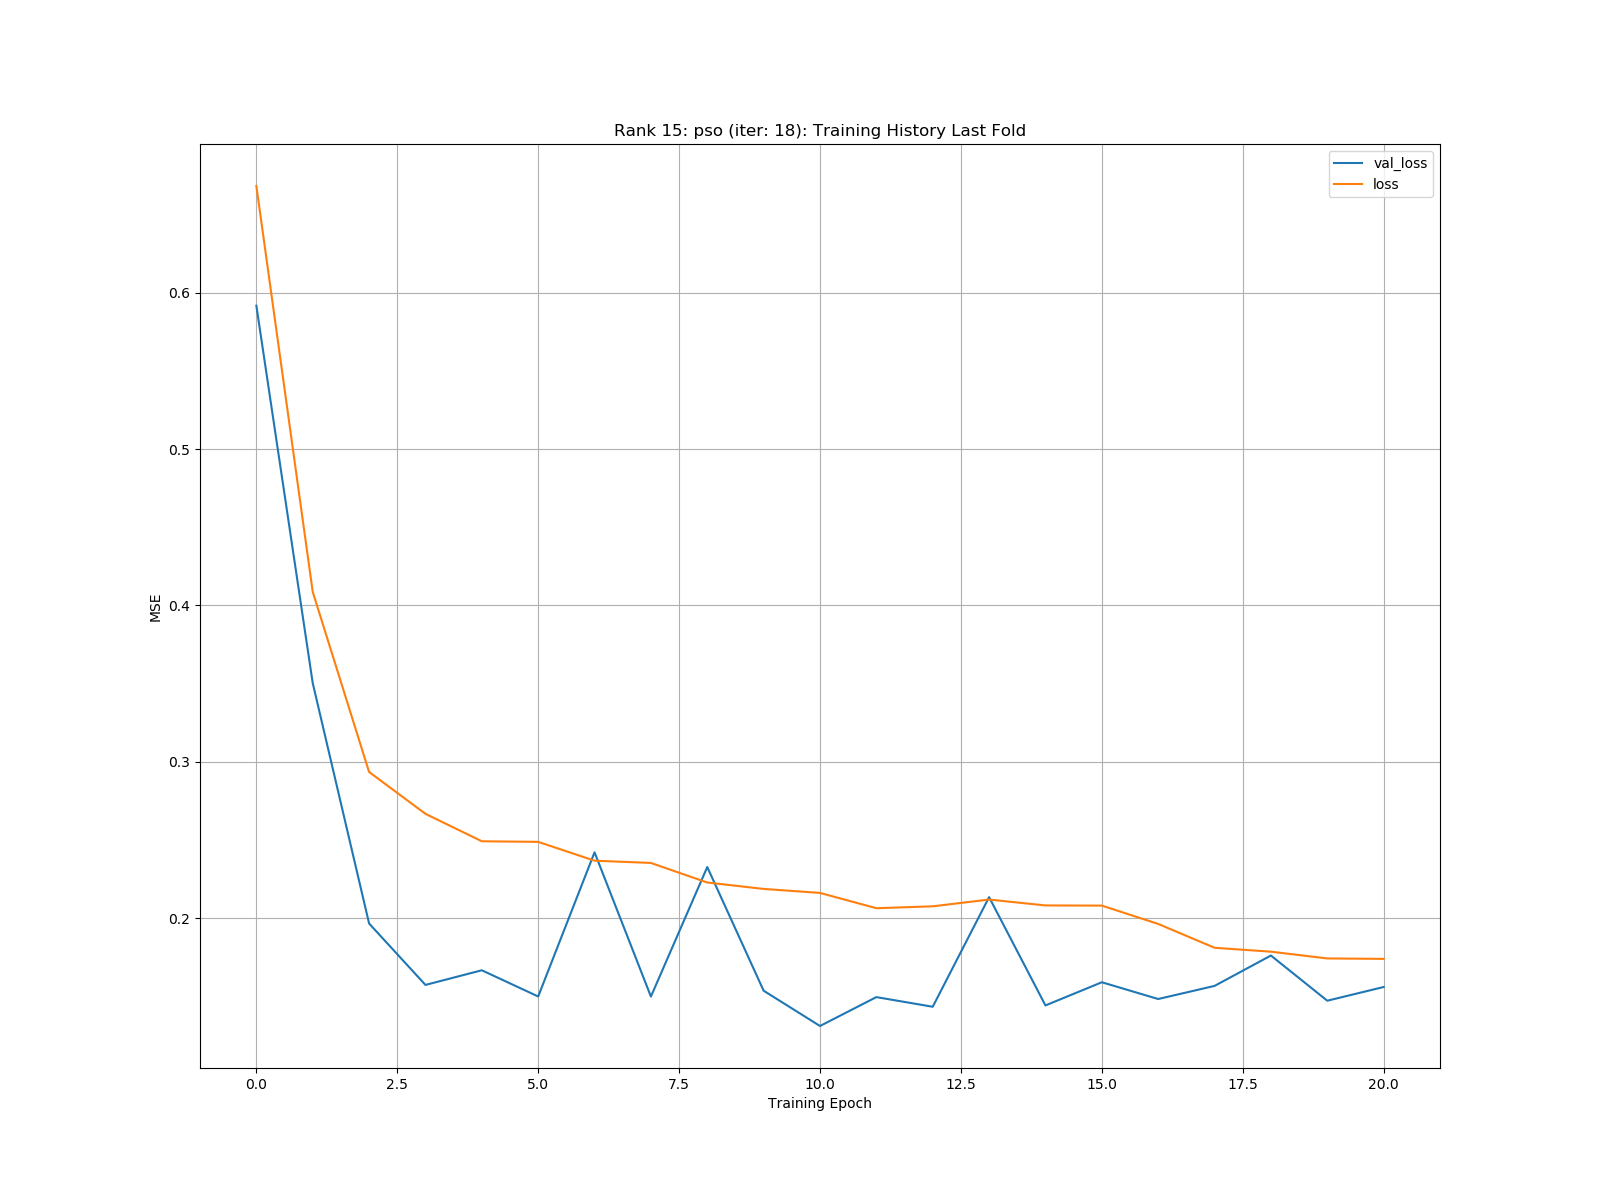 Rank 15: pso (iter: 18): Training History Last Fold
val_loss
loss
MSE
0.6
0.5
0.4
0.3
0.2
0.0 2.5 5.0 7.5 10.0 12.5 15.0 17.5 20.0
Training Epoch